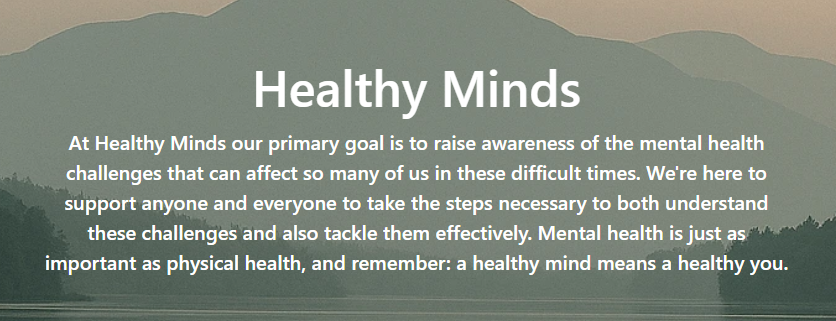 Healthy Minds
At Healthy Minds our primary goal is to raise awareness of the mental health
challenges that can affect so many of us in these difficult times. We're here to
support anyone and everyone to take the steps necessary to both understand
these challenges and also tackle them effectively. Mental health is just as
important as physical health, and remember: a healthy mind means a healthy you.